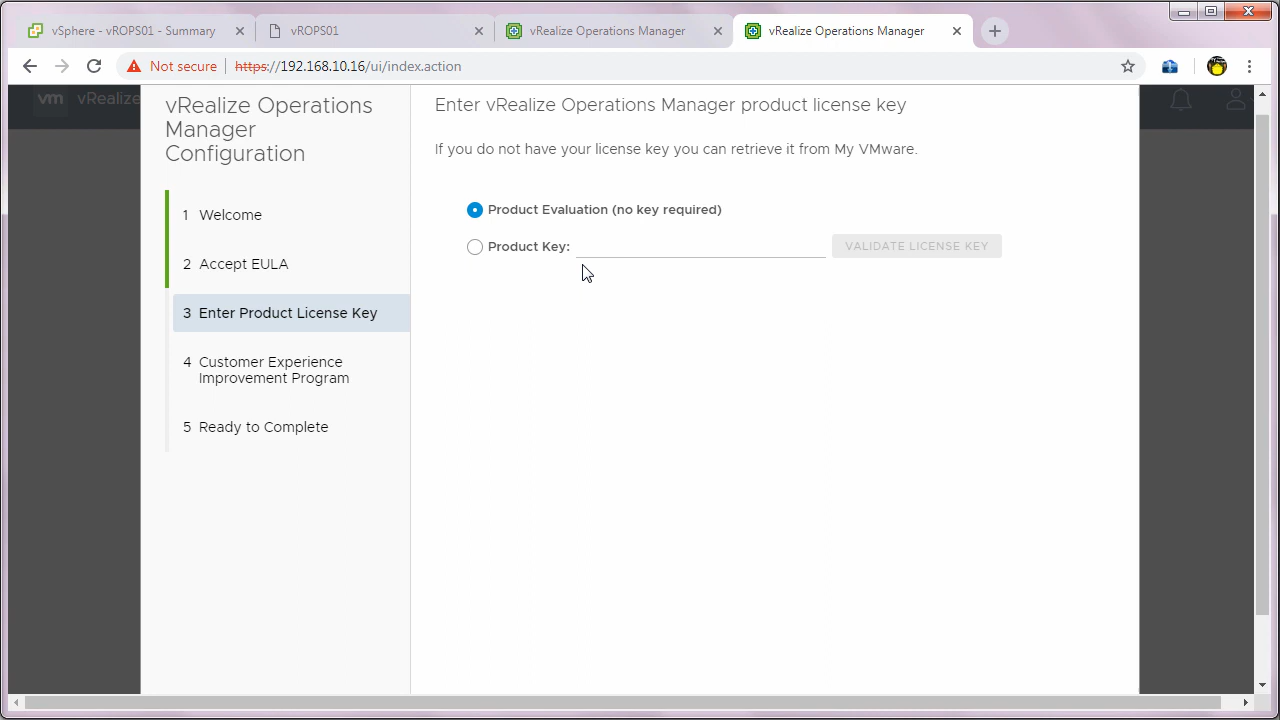 vSphere - vROPS01 - Summary
vROPS01
vRealize Operations Manager
vRealize Operations Manager
Not secure
https://192.168.10.16/ui/index.action
vm vRealize
vRealize Operations
Manager
Configuration
1 Welcome
2 Accept EULA
3 Enter Product License Key
4 Customer Experience
Improvement Program
5 Ready to Complete
Enter vRealize Operations Manager product license key
If you do not have your license key you can retrieve it from My VMware.
Product Evaluation (no key required)
Product Key:
VALIDATE LICENSE KEY